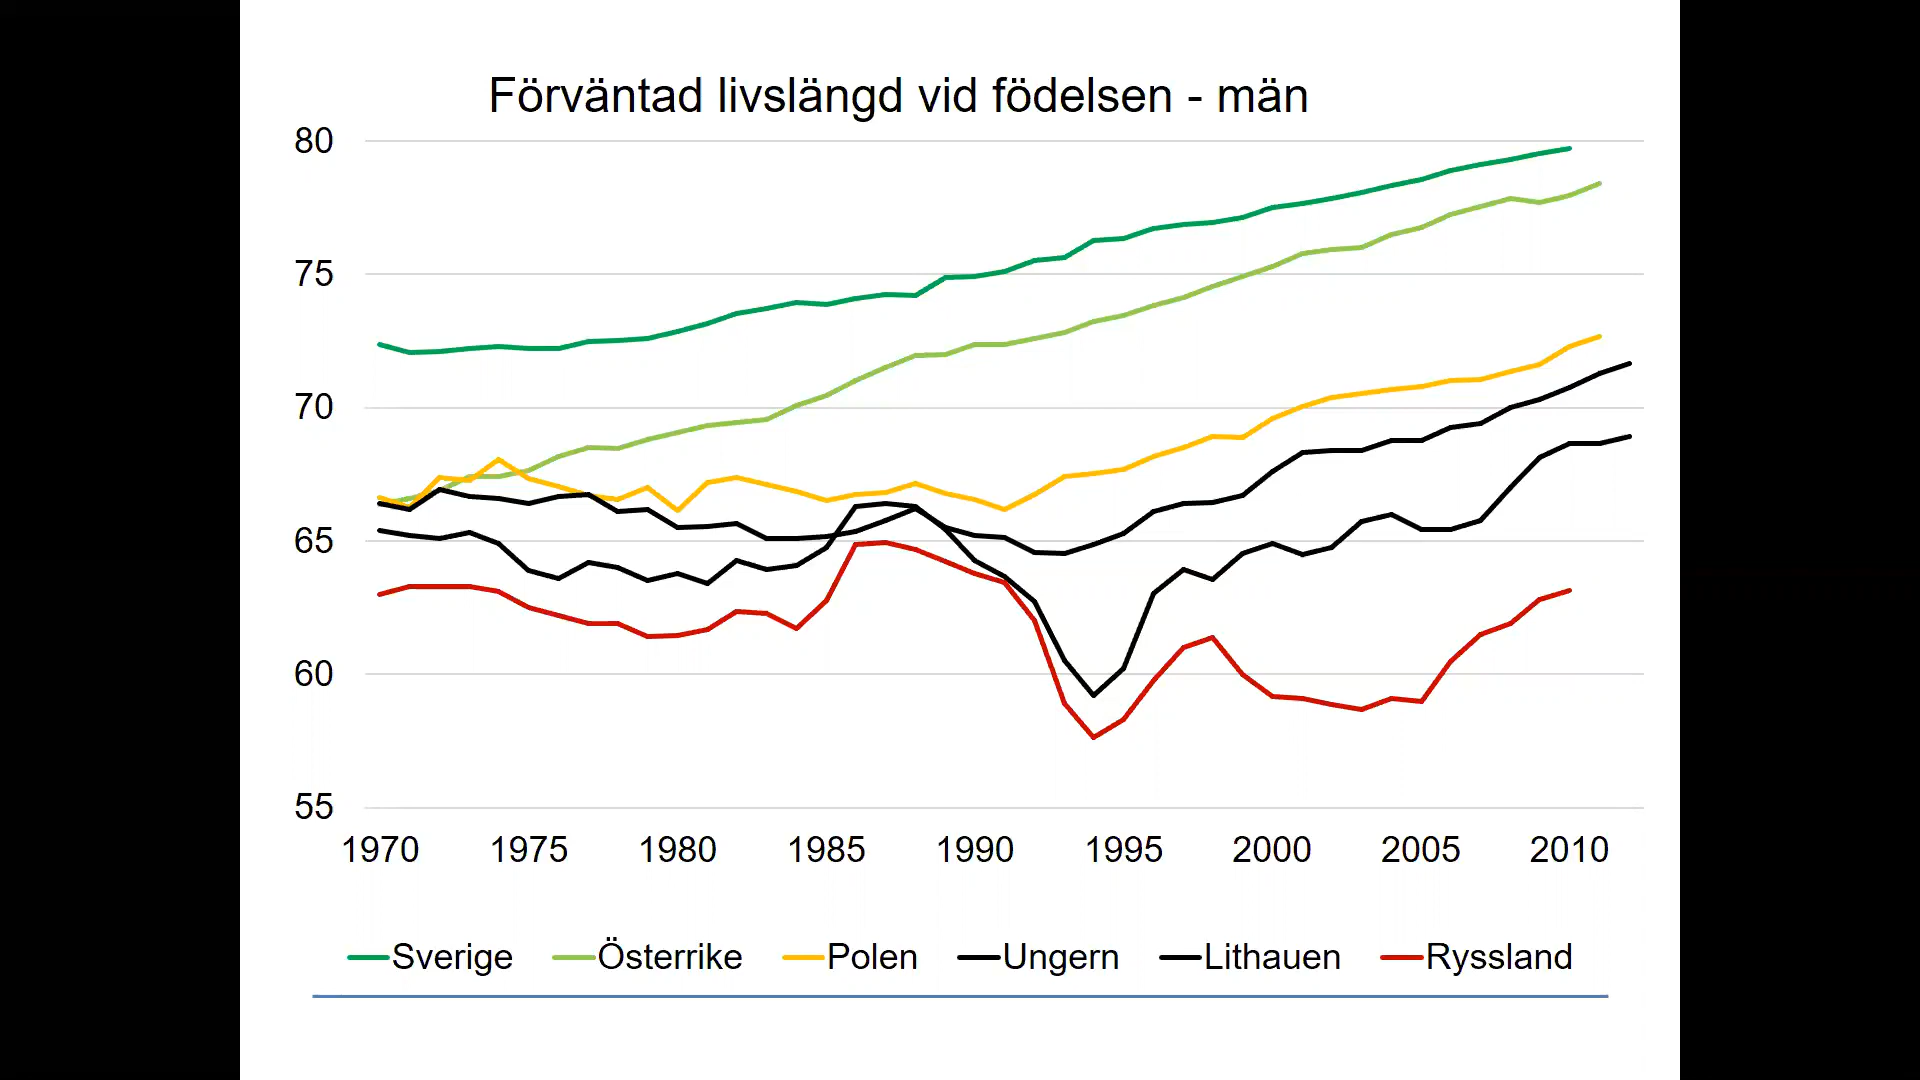 Förväntad livslängd vid födelsen - män
80
75
70
65
60
55
1970 1975 1980 1985 1990 1995 2000 2005 2010
Sverige Österrike Polen Ungern Lithauen Ryssland